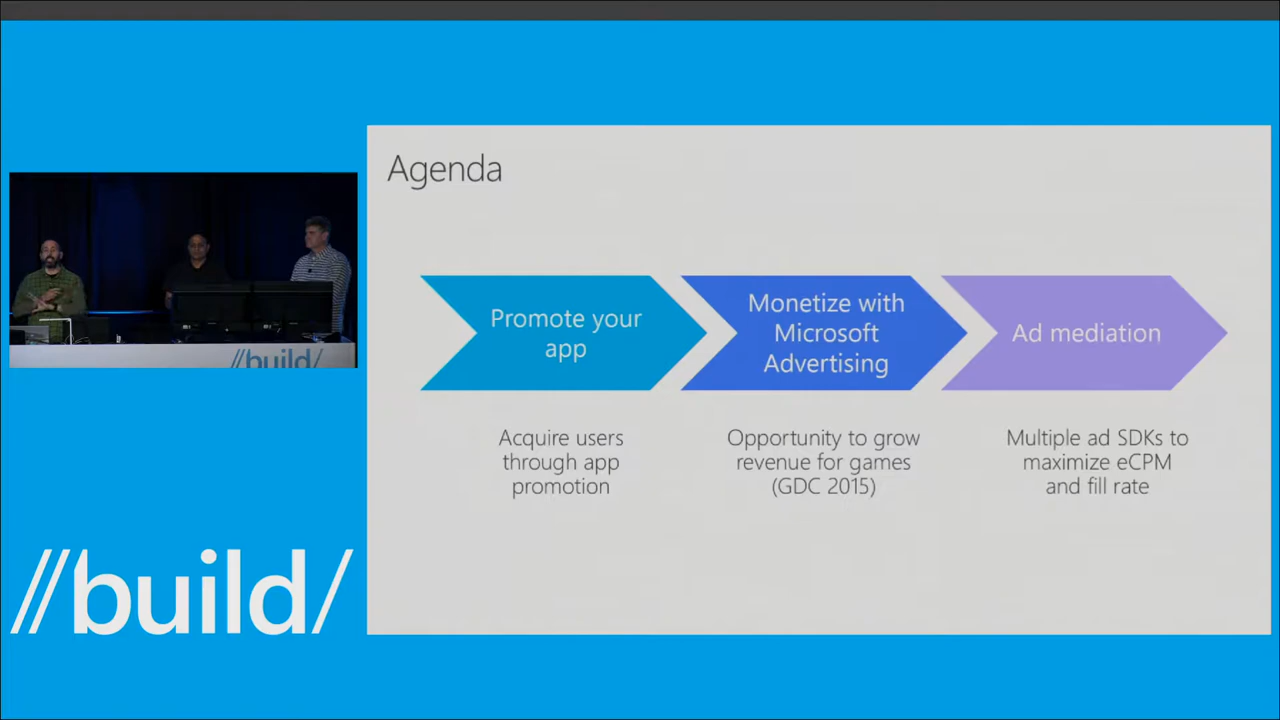 Agenda
Promote your
app
Monetize with
Microsoft
Advertising
Ad mediation
Acquire users
through app
promotion
Opportunity to grow
revenue for games
(GDC 2015)
Multiple ad SDKs to
maximize eCPM
and fill rate
//build/
//build/